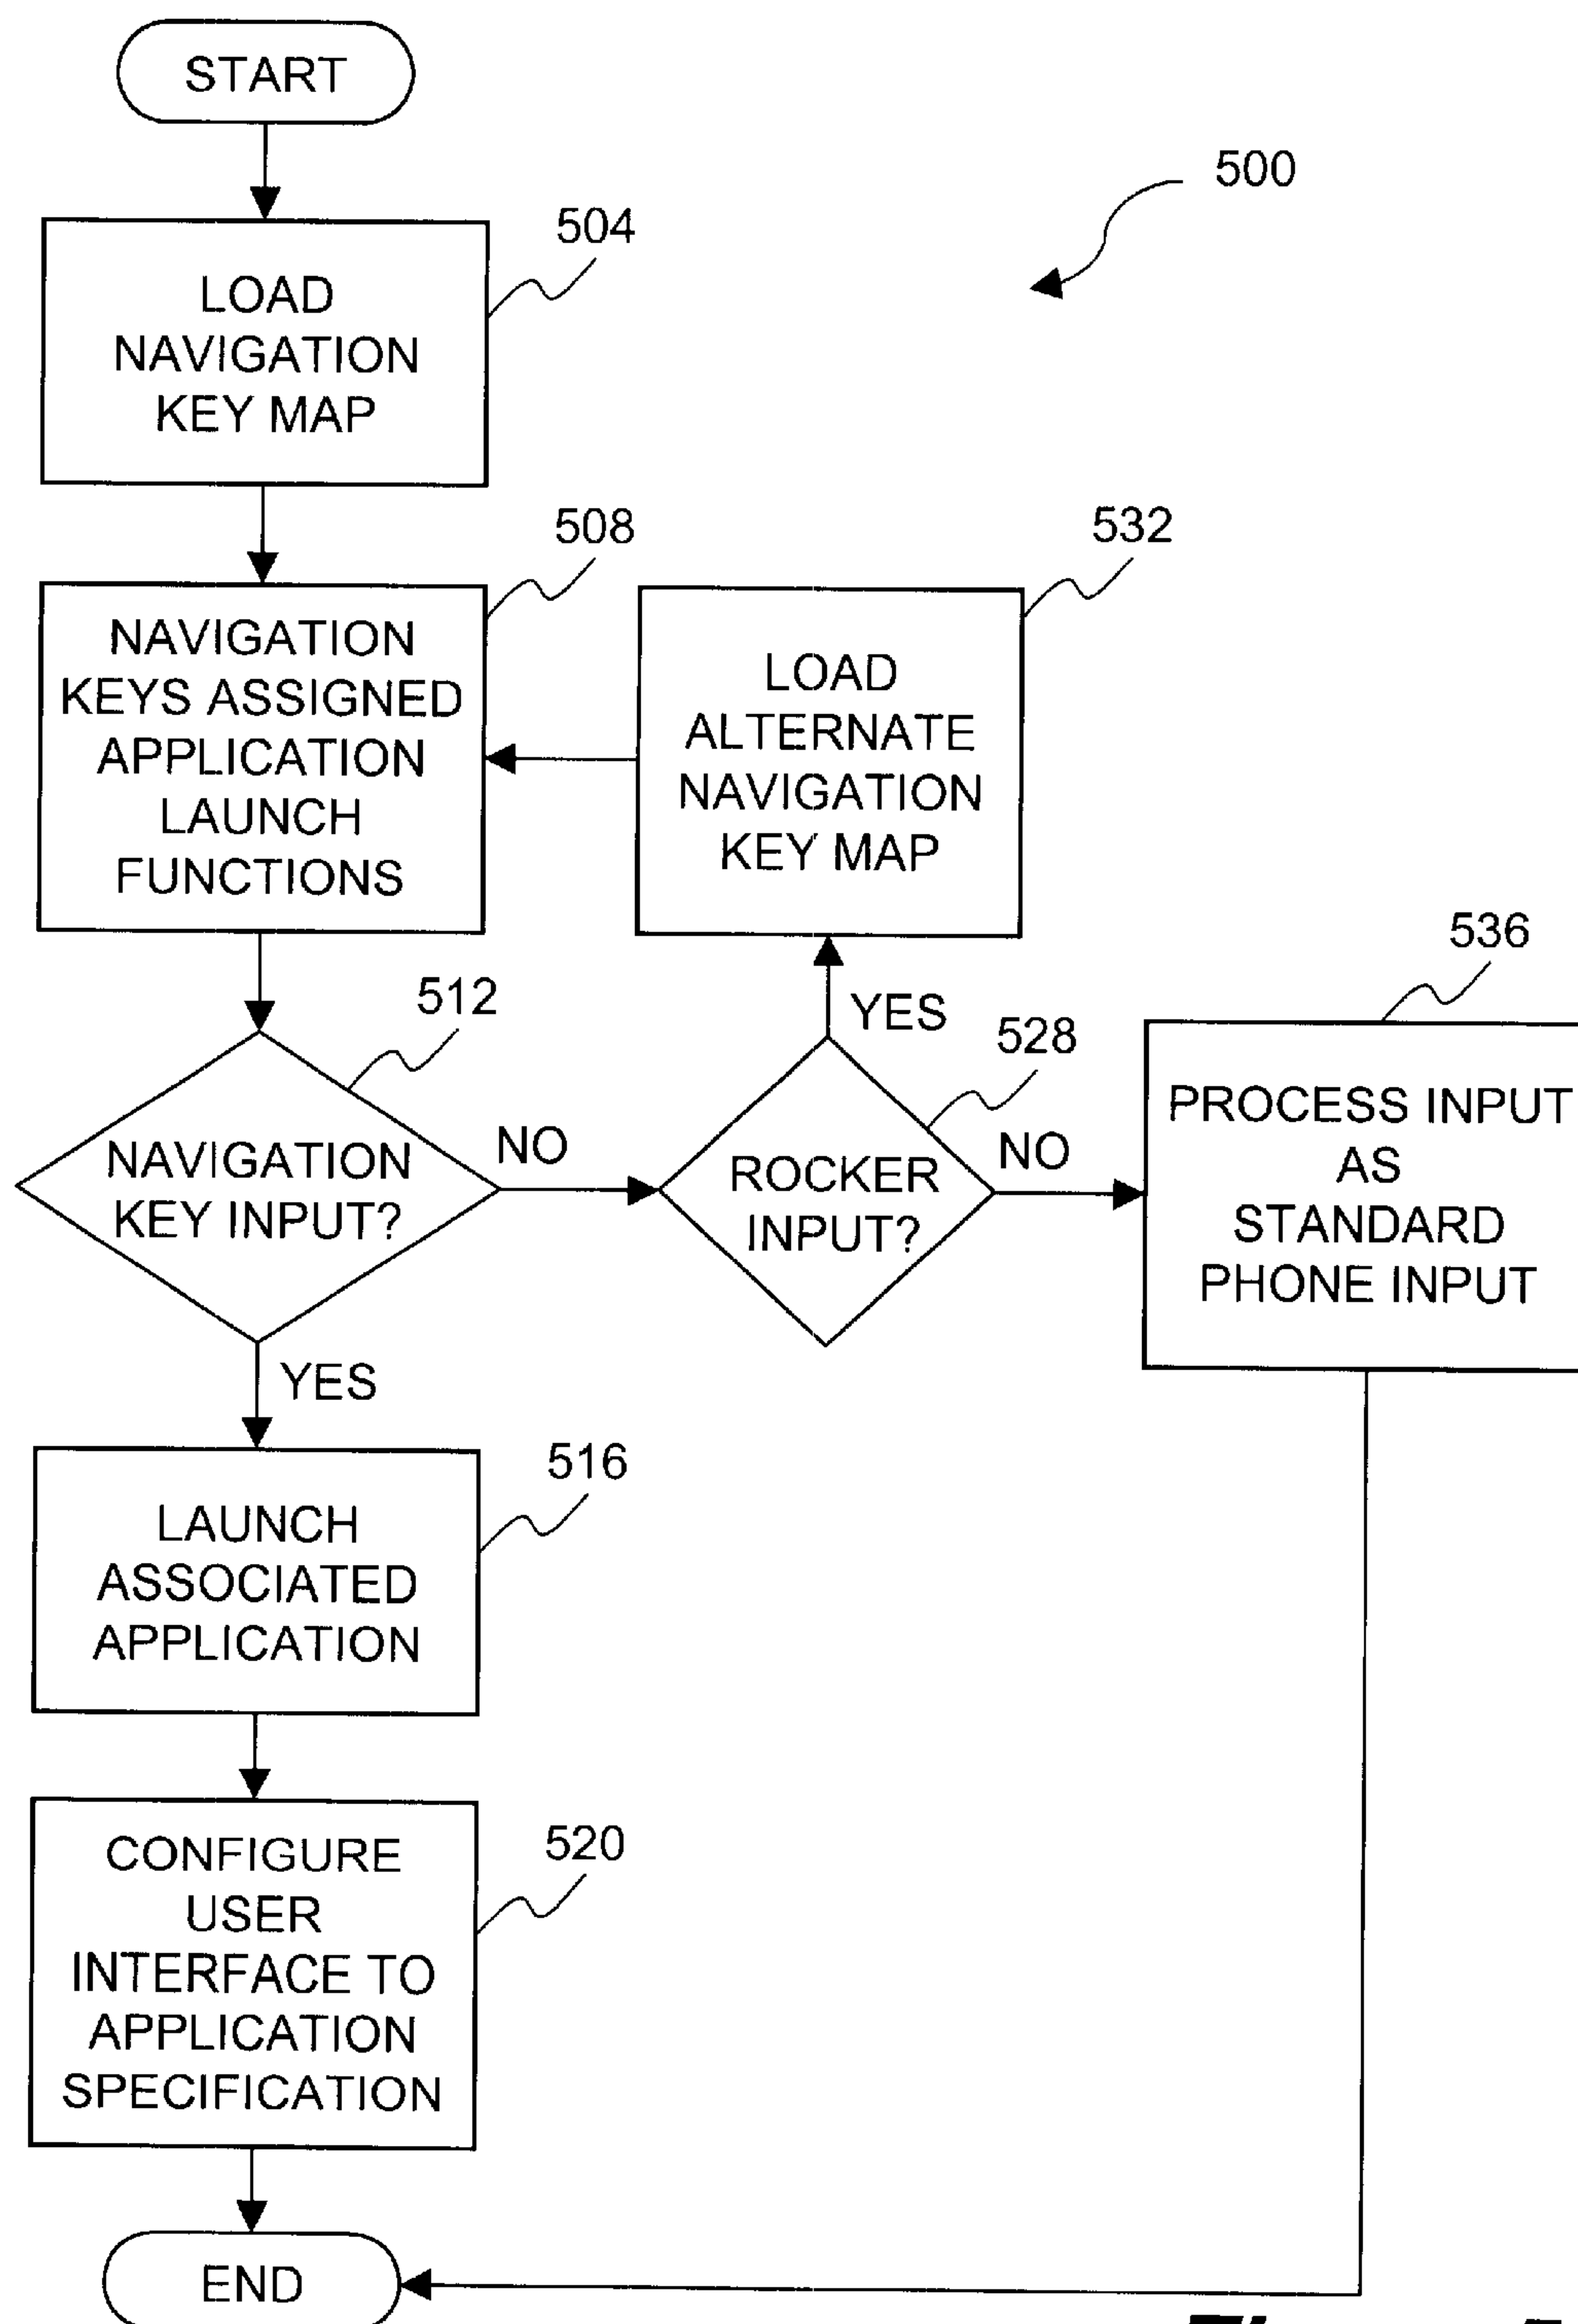 START
500
504
LOAD
NAVIGATION
KEY MAP
508
NAVIGATION
KEYS ASSIGNED
APPLICATION
LAUNCH
FUNCTIONS
532
LOAD
ALTERNATE
NAVIGATION
KEY MAP
512
NAVIGATION
KEY INPUT?
NO
YES
528
ROCKER
INPUT?
YES
NO
536
PROCESS INPUT
AS
STANDARD
PHONE INPUT
516
LAUNCH
ASSOCIATED
APPLICATION
520
CONFIGURE
USER
INTERFACE TO
APPLICATION
SPECIFICATION
END